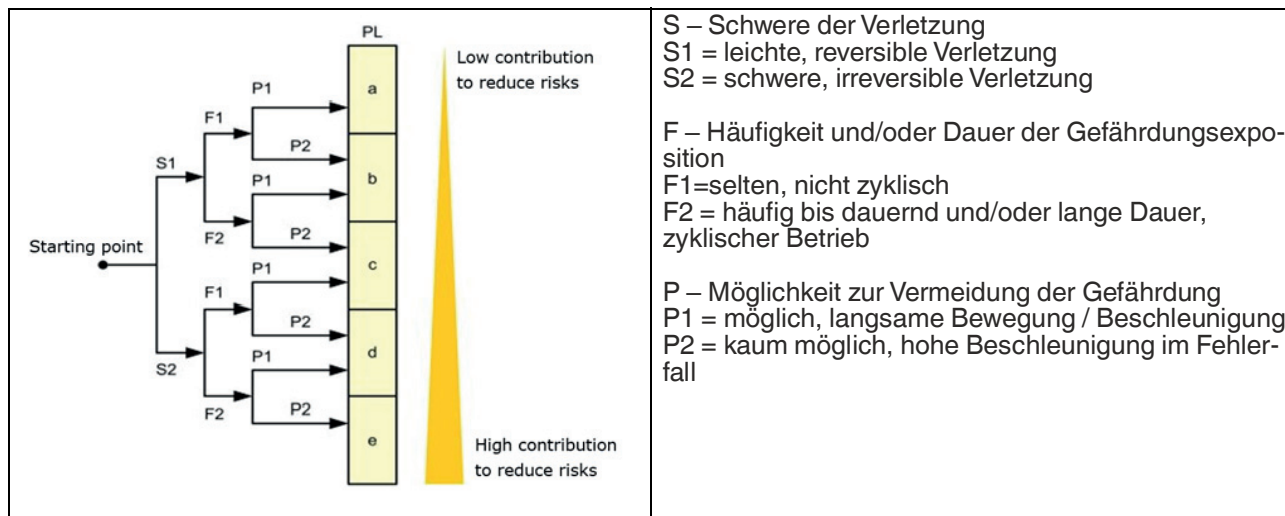 PL
Low contribution
to reduce risks
P1
a
F1
P2
S1
P1
b
F2
P2
Starting point
c
P1
F1
P2
P1
d
S2
F2
P2
e
High contribution
to reduce risks
S – Schwere der Verletzung
S1 = leichte, reversible Verletzung
S2 = schwere, irreversible Verletzung
F – Häufigkeit und/oder Dauer der Gefährdungsexpo-
sition
F1=selten, nicht zyklisch
F2 = häufig bis dauernd und/oder lange Dauer,
zyklischer Betrieb
P – Möglichkeit zur Vermeidung der Gefährdung
P1 = möglich, langsame Bewegung / Beschleunigung
P2 = kaum möglich, hohe Beschleunigung im Fehler-
fall